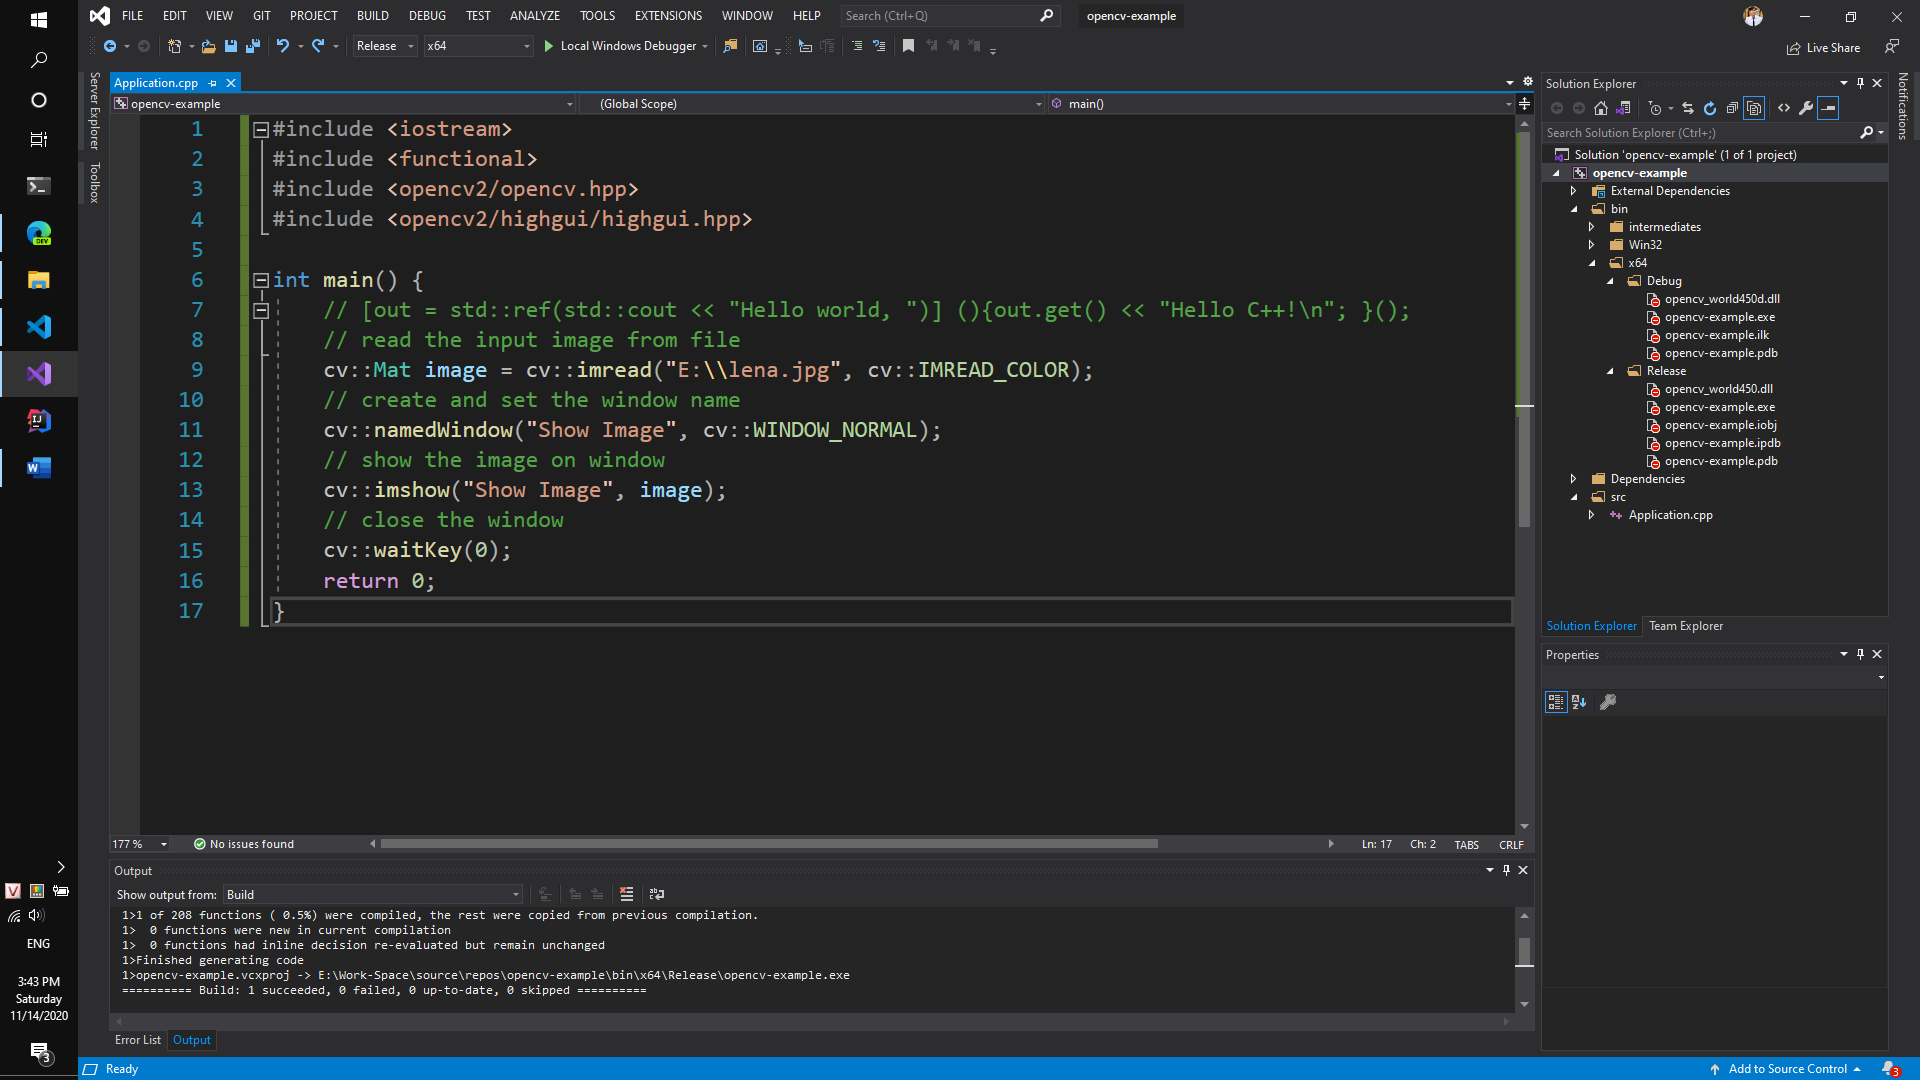 FILE EDIT VIEW GIT PROJECT BUILD DEBUG TEST ANALYZE TOOLS EXTENSIONS WINDOW HELP Search (Ctrl+Q) opencv-example
Release x64 Local Windows Debugger Live Share
Server Explorer
Toolbox
Application.cpp
opencv-example (Global Scope) main()
1 #include <iostream>
2 #include <functional>
3 #include <opencv2/opencv.hpp>
4 #include <opencv2/highgui/highgui.hpp>
5
6 int main() {
7 // [out = std::ref(std::cout << "Hello world, ")] (){out.get() << "Hello C++!\n"; }();
8 // read the input image from file
9 cv::Mat image = cv::imread("E:\\lena.jpg", cv::IMREAD_COLOR);
10 // create and set the window name
11 cv::namedWindow("Show Image", cv::WINDOW_NORMAL);
12 // show the image on window
13 cv::imshow("Show Image", image);
14 // close the window
15 cv::waitKey(0);
16 return 0;
17 }
177 % No issues found Ln: 17 Ch: 2 TABS CRLF
Output
Show output from: Build
1>1 of 208 functions ( 0.5%) were compiled, the rest were copied from previous compilation.
1> 0 functions were new in current compilation
1> 0 functions had inline decision re-evaluated but remain unchanged
1>Finished generating code
1>opencv-example.vcxproj -> E:\Work-Space\source\repos\opencv-example\bin\x64\Release\opencv-example.exe
========== Build: 1 succeeded, 0 failed, 0 up-to-date, 0 skipped ==========
Error List Output
Ready
Add to Source Control 3
Solution Explorer
Search Solution Explorer (Ctrl+;)
Solution 'opencv-example' (1 of 1 project)
opencv-example
External Dependencies
bin
intermediates
Win32
x64
Debug
opencv_world450d.dll
opencv-example.exe
opencv-example.ilk
opencv-example.pdb
Release
opencv_world450.dll
opencv-example.exe
opencv-example.iobj
opencv-example.ipdb
opencv-example.pdb
Dependencies
src
Application.cpp
Solution Explorer Team Explorer
Properties
Notifications
DEV
ENG
3:43 PM
Saturday
11/14/2020
3